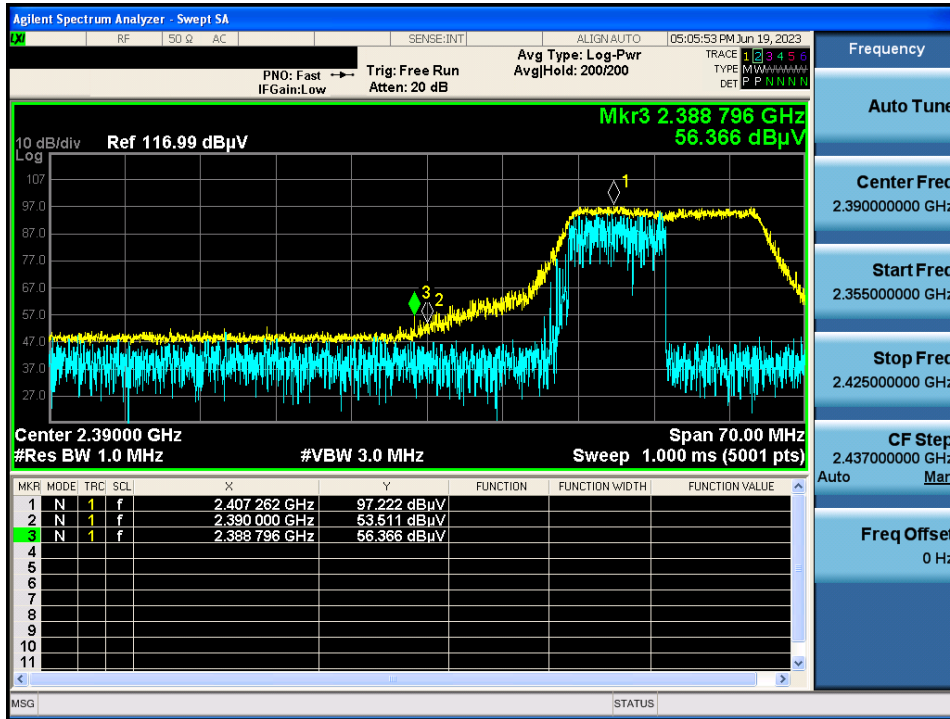 Agilent Spectrum Analyzer - Swept SA
LXI RF 50 Ω AC SENSE:INT ALIGN AUTO 05:05:53 PM Jun 19, 2023
PNO: Fast Trig: Free Run Avg Type: Log-Pwr TRACE 1 2 3 4 5 6
IFGain:Low Atten: 20 dB Avg|Hold: 200/200 TYPE M W W W W W
DET P P N N N N
Mkr3 2.388 796 GHz
56.366 dBµV
10 dB/div Ref 116.99 dBµV
Log
107
97.0
87.0
77.0
67.0
57.0
47.0
37.0
27.0
1
3
2
Center 2.39000 GHz Span 70.00 MHz
#Res BW 1.0 MHz #VBW 3.0 MHz Sweep 1.000 ms (5001 pts)
MKR MODE TRC SCL X Y FUNCTION FUNCTION WIDTH FUNCTION VALUE
1 N 1 f 2.407 262 GHz 97.222 dBµV
2 N 1 f 2.390 000 GHz 53.511 dBµV
3 N 1 f 2.388 796 GHz 56.366 dBµV
4
5
6
7
8
9
10
11
MSG STATUS
Frequency
Auto Tune
Center Freq
2.390000000 GHz
Start Freq
2.355000000 GHz
Stop Freq
2.425000000 GHz
CF Step
2.437000000 GHz
Auto Man
Freq Offset
0 Hz